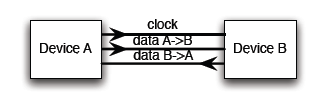 clock
Device A
data A->B
Device B
data B->A